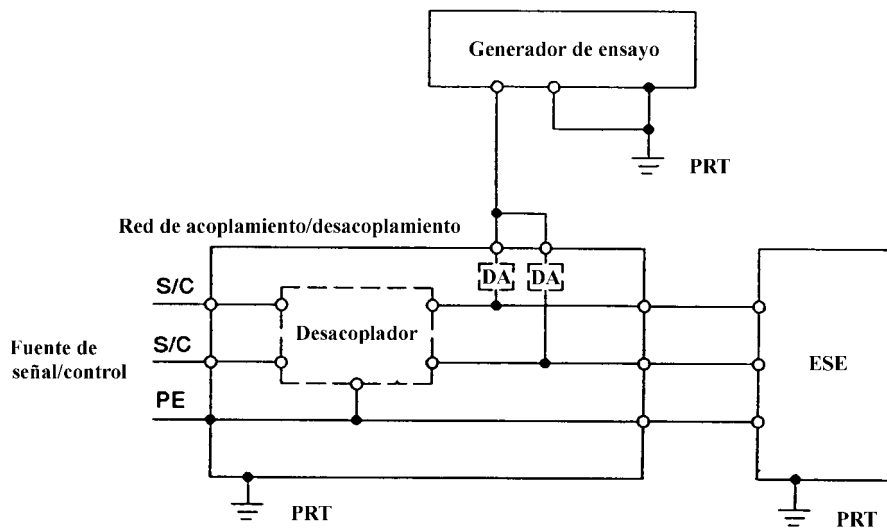 Generador de ensayo
PRT
Red de acoplamiento/desacoplamiento
DA DA
S/C
Desacoplador
Fuente de
señal/control
S/C
ESE
PE
PRT
PRT